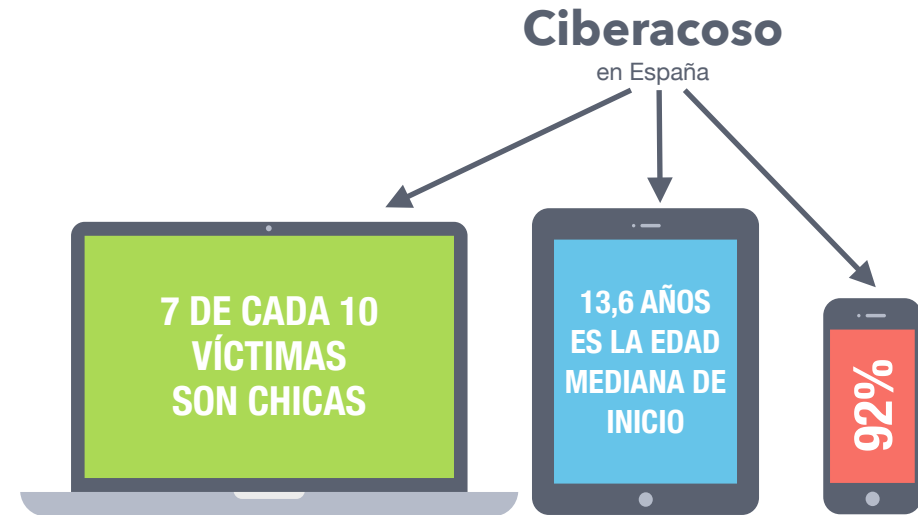 Ciberacoso
en España
7 DE CADA 10
VÍCTIMAS
SON CHICAS
13,6 AÑOS
ES LA EDAD
MEDIANA DE
INICIO
92%